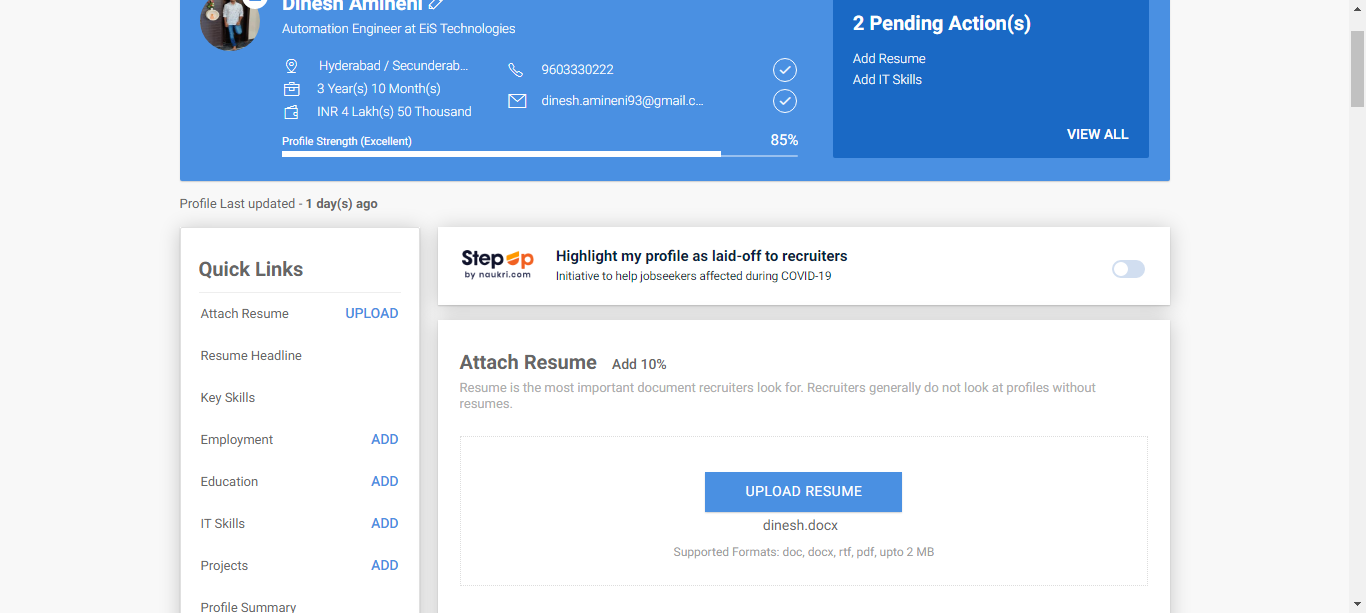 Dinesh Amineni
Automation Engineer at EiS Technologies
Hyderabad / Secunderab...
3 Year(s) 10 Month(s)
INR 4 Lakh(s) 50 Thousand
9603330222
dinesh.amineni93@gmail.c...
Profile Strength (Excellent)
85%
2 Pending Action(s)
Add Resume
Add IT Skills
VIEW ALL
Profile Last updated - 1 day(s) ago
Quick Links
Attach Resume UPLOAD
Resume Headline
Key Skills
Employment ADD
Education ADD
IT Skills ADD
Projects ADD
Profile Summary
Step Up
by naukri.com
Highlight my profile as laid-off to recruiters
Initiative to help jobseekers affected during COVID-19
Attach Resume Add 10%
Resume is the most important document recruiters look for. Recruiters generally do not look at profiles without
resumes.
UPLOAD RESUME
dinesh.docx
Supported Formats: doc, docx, rtf, pdf, upto 2 MB